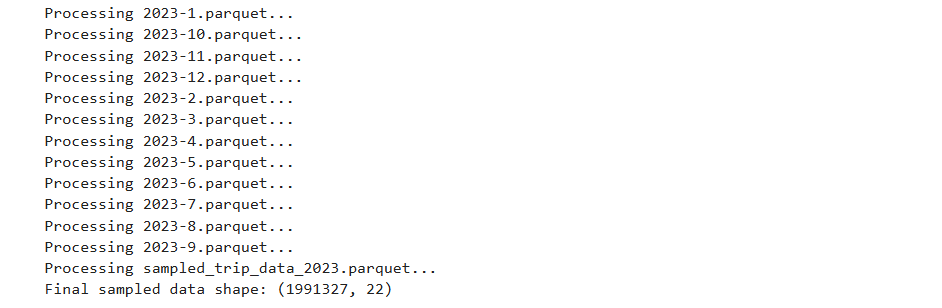 Processing 2023-1.parquet...
Processing 2023-10.parquet...
Processing 2023-11.parquet...
Processing 2023-12.parquet...
Processing 2023-2.parquet...
Processing 2023-3.parquet...
Processing 2023-4.parquet...
Processing 2023-5.parquet...
Processing 2023-6.parquet...
Processing 2023-7.parquet...
Processing 2023-8.parquet...
Processing 2023-9.parquet...
Processing sampled_trip_data_2023.parquet...
Final sampled data shape: (1991327, 22)